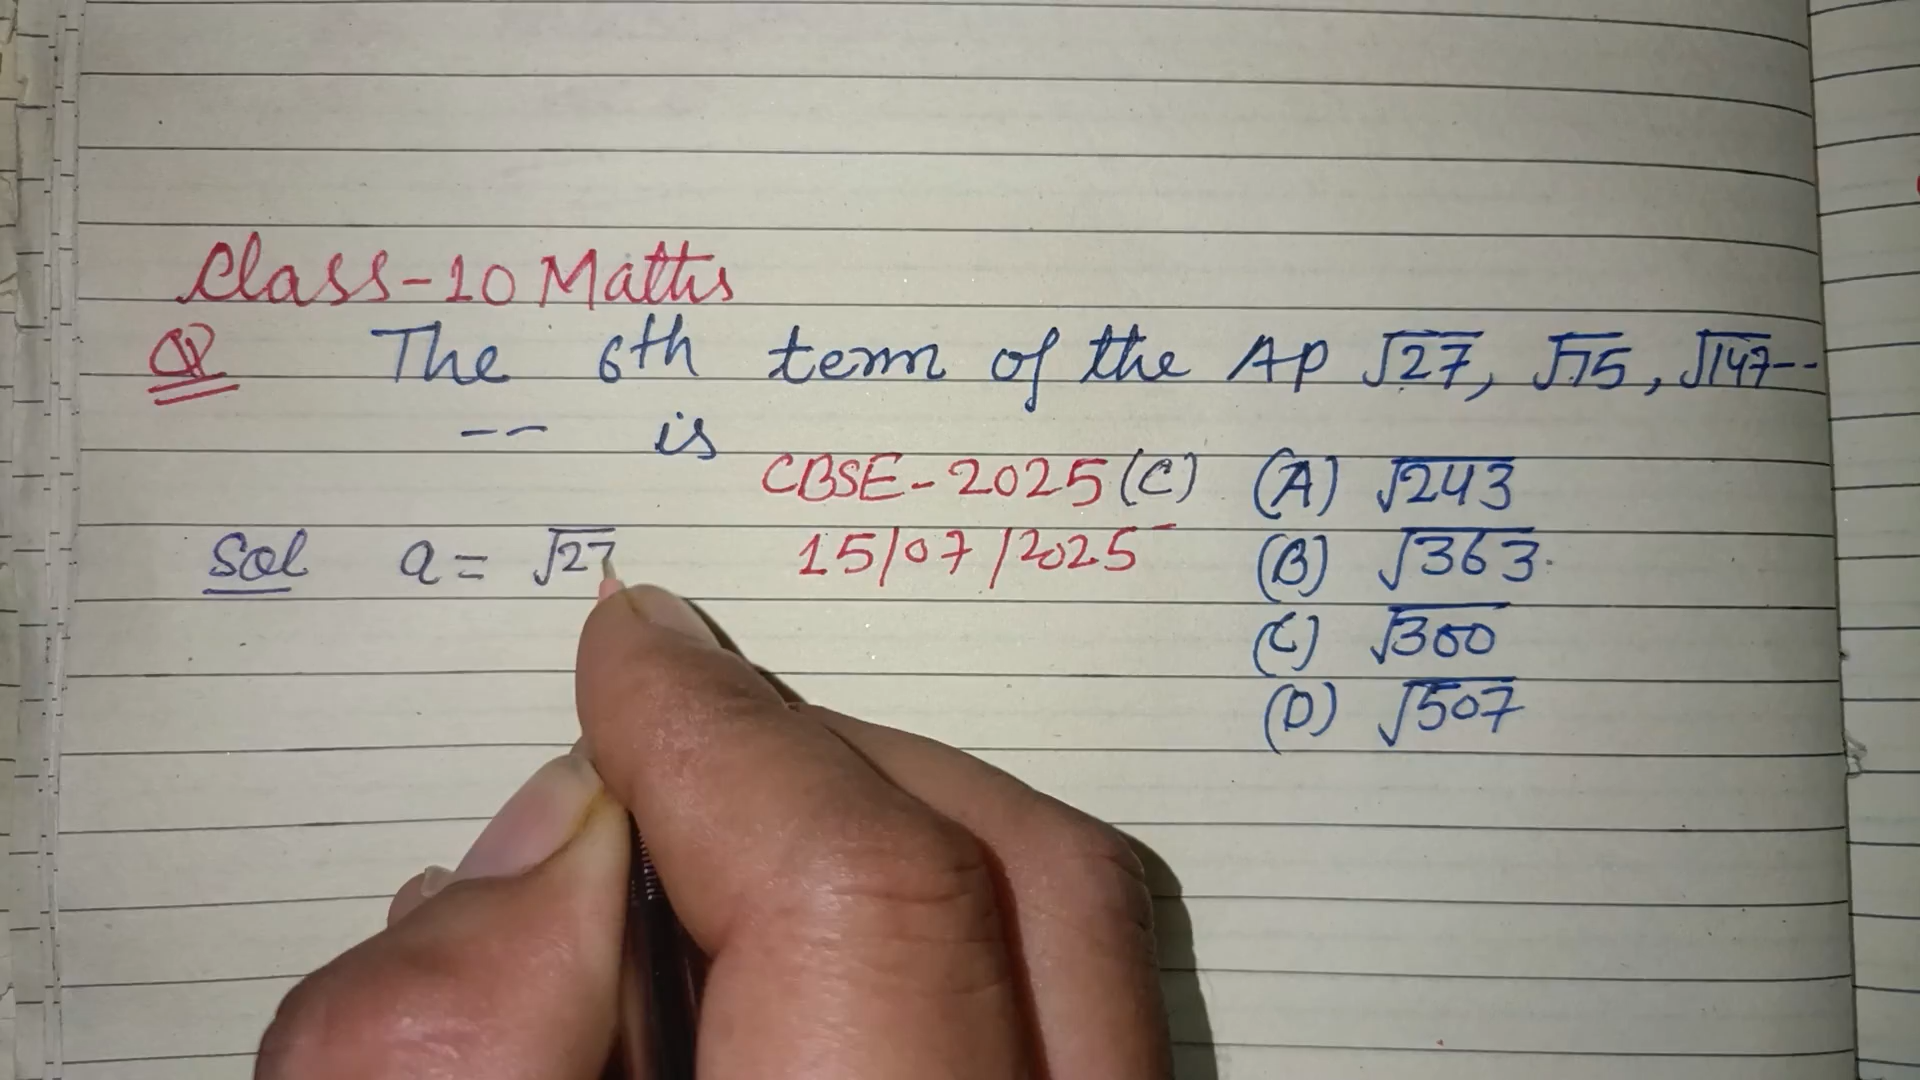 Class-10 Maths
Q The 6th term of the AP √27, √75, √147--
-- is
CBSE-2025 (C) (A) √243
Sol a = √27 15/07/2025 (B) √363
(C) √300
(D) √507